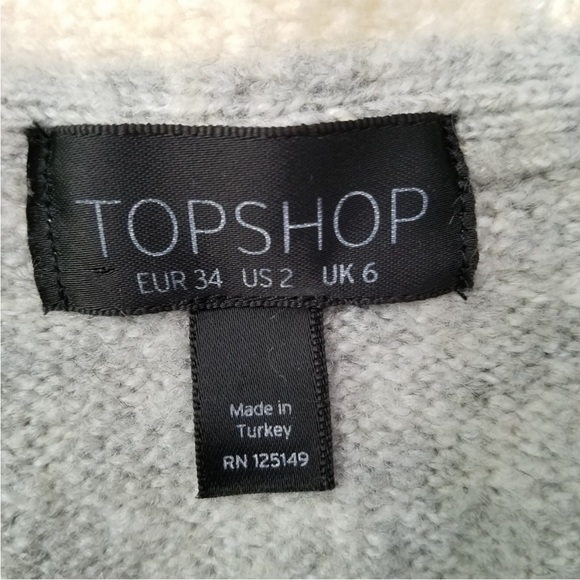 TOPSHOP
EUR 34 US 2 UK 6
Made in
Turkey
RN 125149